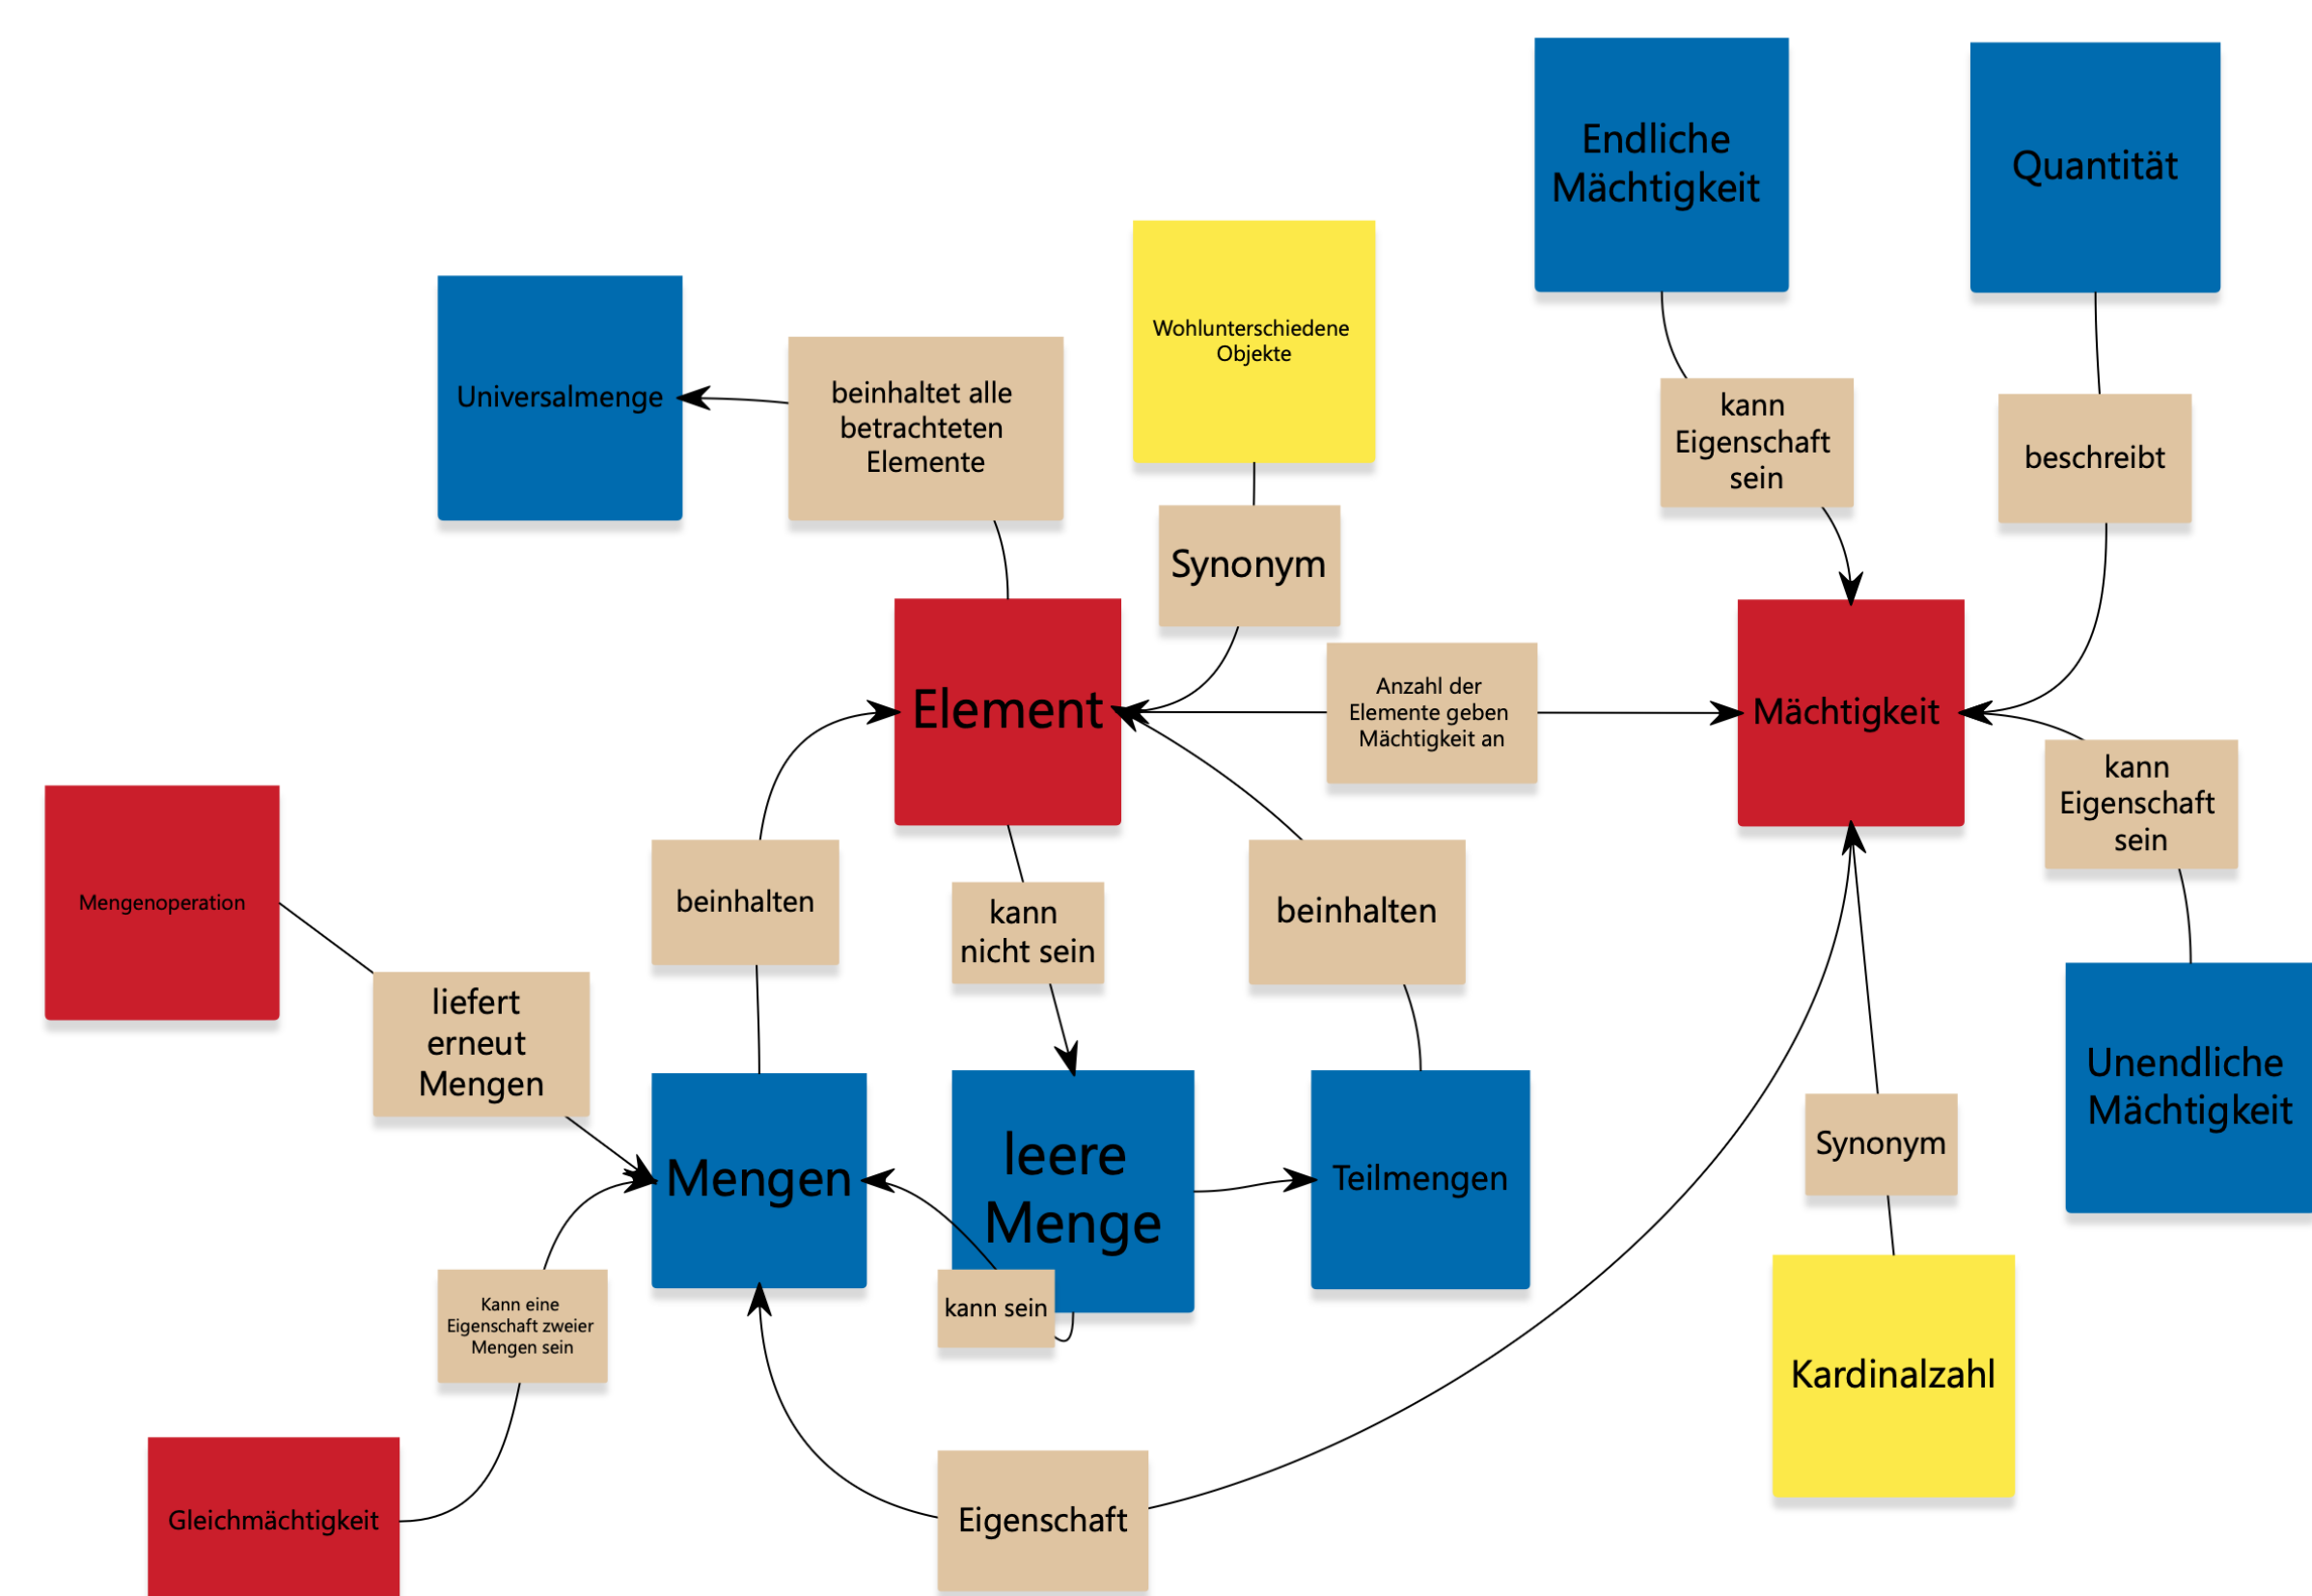 Endliche
Mächtigkeit
Quantität
Wohlunterschiedene
Objekte
Universalmenge
beinhaltet alle
betrachteten
Elemente
kann
Eigenschaft
sein
beschreibt
Synonym
Element
Anzahl der
Elemente geben
Mächtigkeit an
Mächtigkeit
kann
Eigenschaft
sein
Mengenoperation
beinhalten
kann
nicht sein
beinhalten
liefert
erneut
Mengen
Unendliche
Mächtigkeit
Mengen
leere
Menge
Teilmengen
Synonym
Kann eine
Eigenschaft zweier
Mengen sein
kann sein
Kardinalzahl
Gleichmächtigkeit
Eigenschaft